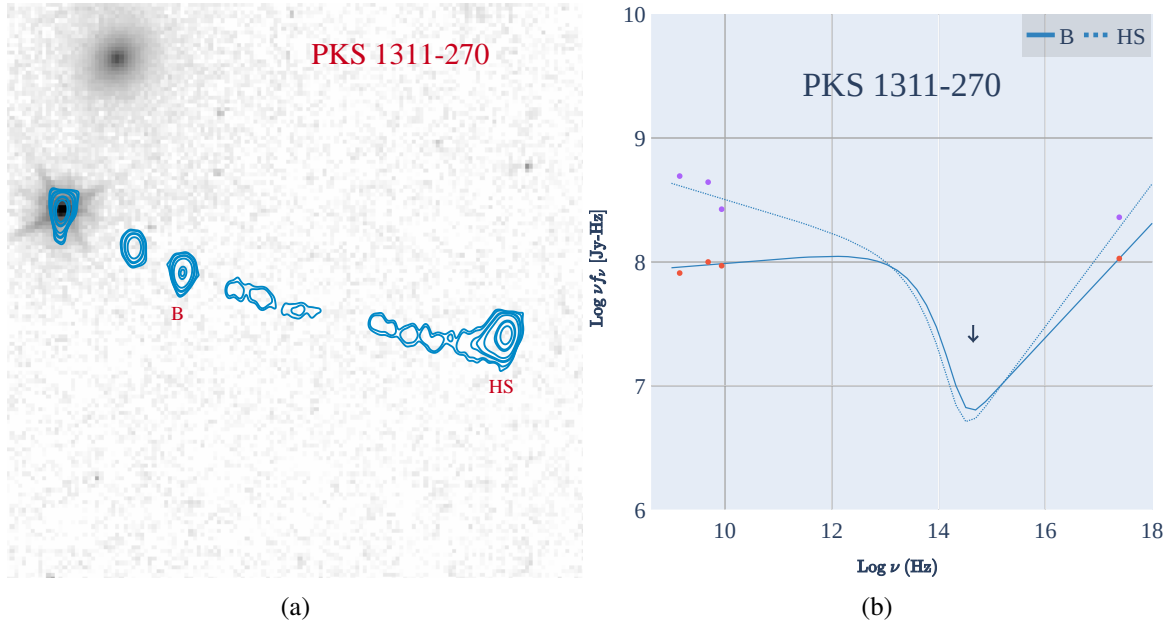 PKS 1311-270
B
HS
(a)
B HS
PKS 1311-270
10
9
8
7
6
Log νfν [Jy-Hz]
10 12 14 16 18
Log ν (Hz)
(b)